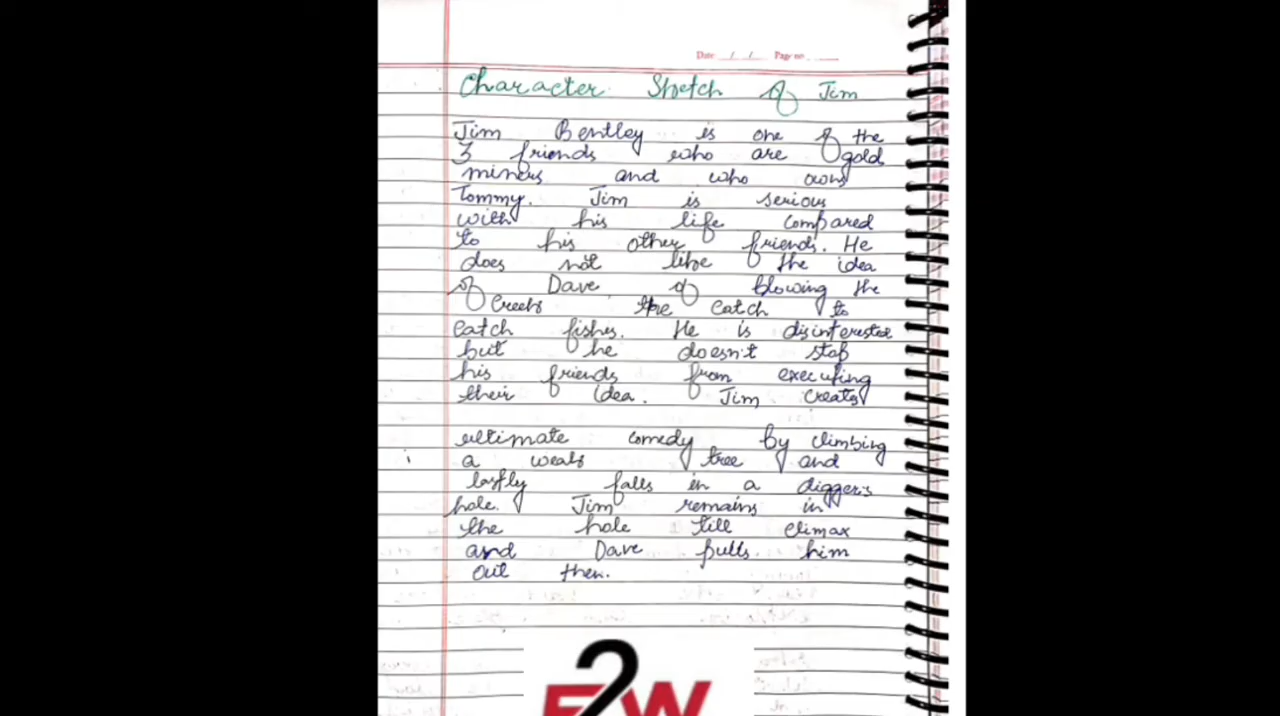 Date / / Page no.
Character Sketch of Jim
Jim Bentley is one of the
3 friends who are gold
miners and who owns
Tommy. Jim is serious
with his life compared
to his other friends. He
does not like the idea
of Dave of blowing the
creeks the catch to
catch fishes. He is disinterested
but he doesn't stop
his friends from executing
their idea. Jim creates
ultimate comedy by climbing
a weak tree and
lastly falls in a digger's
hole. Jim remains in
the hole till climax
and Dave pulls him
out then.
2